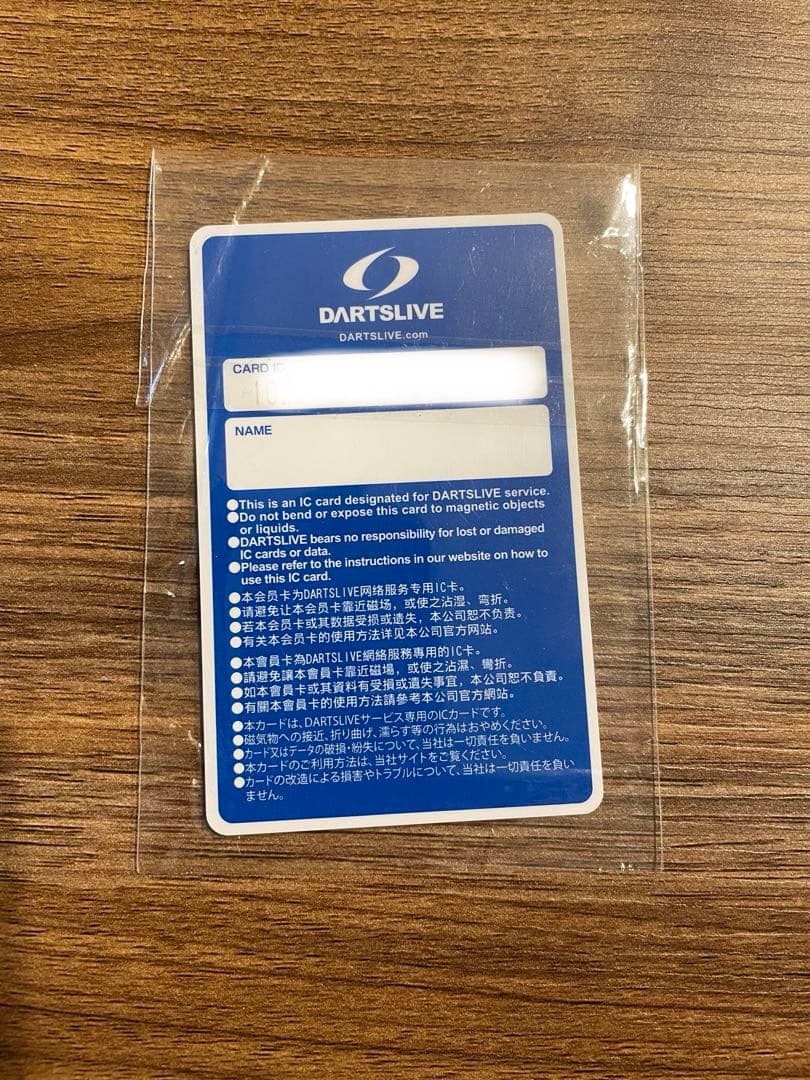 DARTSLIVE
DARTSLIVE.com
CARD ID
NAME
●This is an IC card designated for DARTSLIVE service.
●Do not bend or expose this card to magnetic objects
or liquids.
●DARTSLIVE bears no responsibility for lost or damaged
IC cards or data.
●Please refer to the instructions in our website on how to
use this IC card.
●本会员卡为DARTSLIVE网络服务专用IC卡。
●请避免让本会员卡靠近磁场，或使之沾湿、弯折。
●若本会员卡或其数据受损或遗失，本公司恕不负责。
●有关本会员卡的使用方法详见本公司官方网站。
●本會員卡為DARTSLIVE網絡服務專用的IC卡。
●請避免讓本會員卡靠近磁場，或使之沾濕、彎折。
●如本會員卡或其資料有受損或遺失事宜，本公司恕不負責。
●有關本會員卡的使用方法請參考本公司官方網站。
●本カードは、DARTSLIVEサービス専用のICカードです。
●磁気物への接近、折り曲げ、濡らす等の行為はおやめください。
●カード又はデータの破損・紛失について、当社は一切責任を負いません。
●本カードのご利用方法は、当社サイトをご覧ください。
●カードの改造による損害やトラブルについて、当社は一切責任を負い
ません。